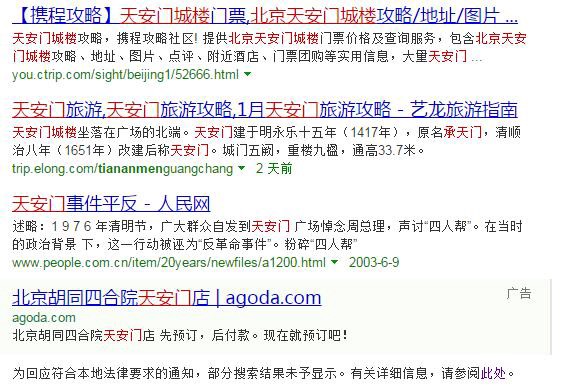 【携程攻略】天安门城楼门票,北京天安门城楼攻略/地址/图片 ...
天安门城楼攻略，携程攻略社区! 提供北京天安门城楼门票价格及查询服务，包含北京天安
门城楼攻略、地址、图片、点评、附近酒店、门票团购等实用信息，大量天安门 ...
you.ctrip.com/sight/beijing1/52666.html
天安门旅游,天安门旅游攻略,1月天安门旅游攻略 - 艺龙旅游指南
天安门城楼坐落在广场的北端。天安门建于明永乐十五年（1417年），原名承天门，清顺
治八年（1651年）改建后称天安门。城门五阙，重楼九楹，通高33.7米。
trip.elong.com/tiananmenguangchang 2 天前
天安门事件平反 - 人民网
述略：1 9 7 6 年清明节，广大群众自发到天安门 广场悼念周总理，声讨“四人帮”。在当时
的政治背景 下，这一行动被诬为“反革命事件”。粉碎“四人帮”
www.people.com.cn/item/20years/newfiles/a1200.html 2003-6-9
北京胡同四合院天安门店 | agoda.com
广告
agoda.com
北京胡同四合院天安门店 先预订，后付款。现在就预订吧！
为回应符合本地法律要求的通知，部分搜索结果未予显示。有关详细信息，请参阅此处。